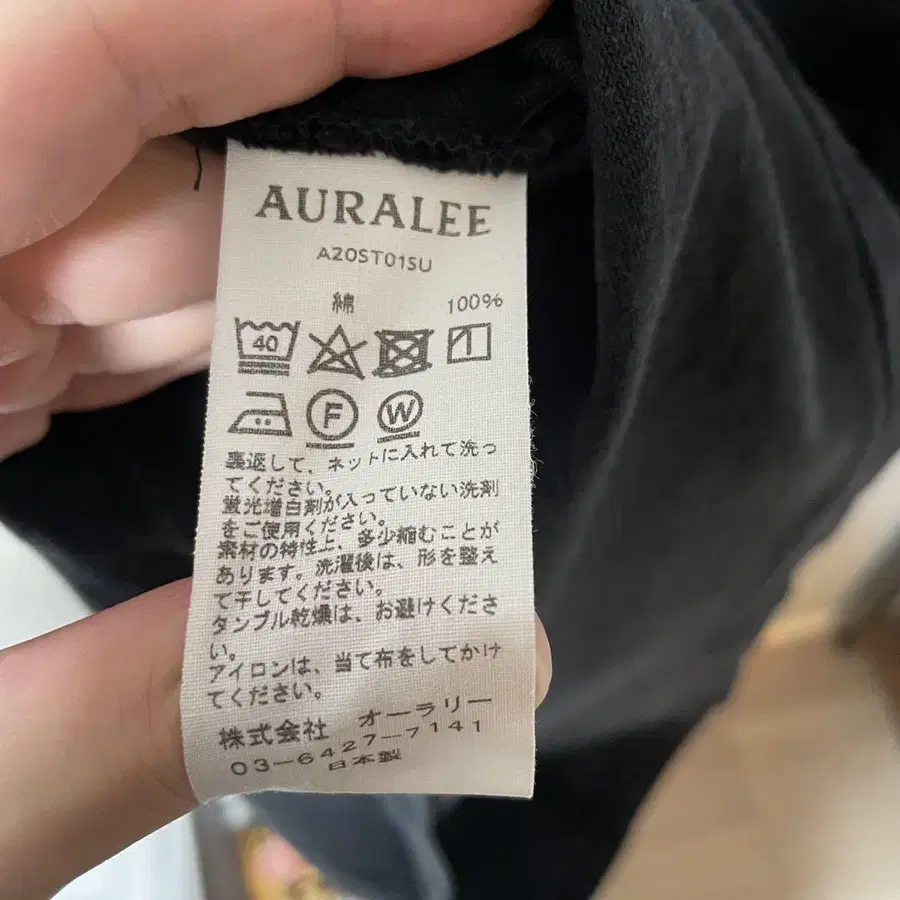 AURALEE
A20ST01SU
綿 100%
40
F W
裏返して、ネットに入れて洗っ
てください。
蛍光増白剤が入っていない洗剤
をご使用ください。
素材の特性上、多少縮むことが
あります。洗濯後は、形を整え
て干してください。
タンブル乾燥は、お避けくださ
い。
アイロンは、当て布をしてかけ
てください。
株式会社 オーラリー
03-6427-7141
日本製